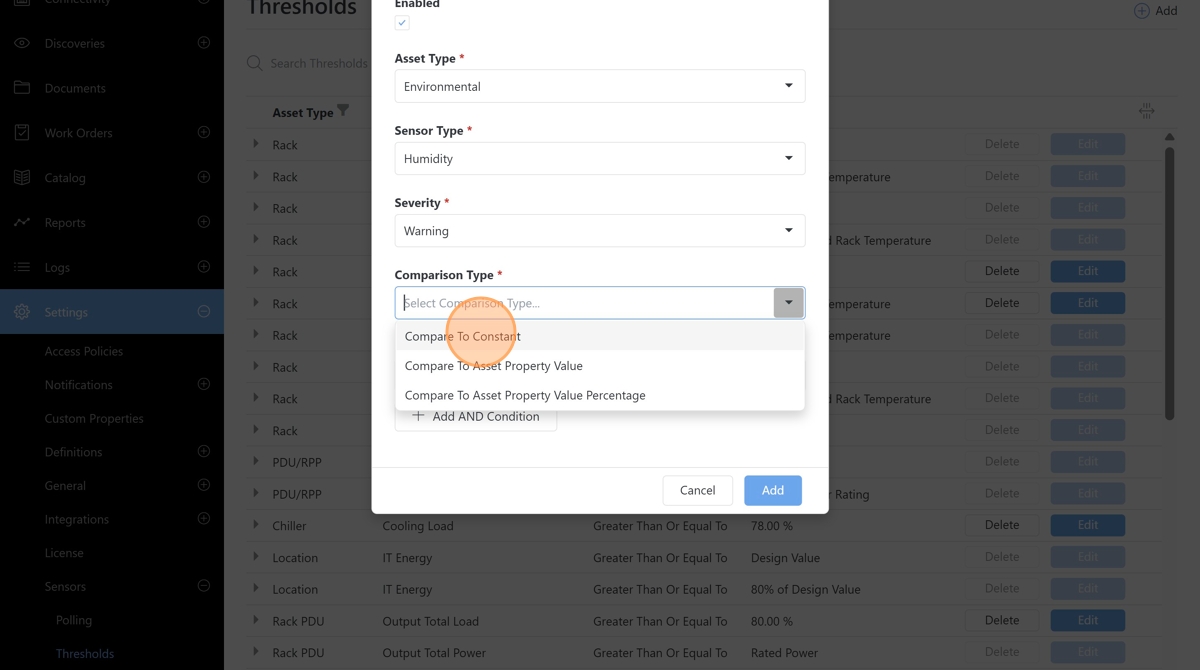 Connectivity
Discoveries
Documents
Work Orders
Catalog
Reports
Logs
Settings
Access Policies
Notifications
Custom Properties
Definitions
General
Integrations
License
Sensors
Polling
Thresholds
Thresholds
Add
Search Thresholds
Asset Type
Rack Delete Edit
Rack emperature Delete Edit
Rack Delete Edit
Rack d Rack Temperature Delete Edit
Rack Delete Edit
Rack emperature Delete Edit
Rack emperature Delete Edit
Rack Delete Edit
Rack d Rack Temperature Delete Edit
Rack Delete Edit
PDU/RPP Delete Edit
PDU/RPP r Rating Delete Edit
Chiller Cooling Load Greater Than Or Equal To 78.00 % Delete Edit
Location IT Energy Greater Than Or Equal To Design Value Delete Edit
Location IT Energy Greater Than Or Equal To 80% of Design Value Delete Edit
Rack PDU Output Total Load Greater Than Or Equal To 80.00 % Delete Edit
Rack PDU Output Total Power Greater Than Or Equal To Rated Power Delete Edit
Enabled
Asset Type *
Environmental
Sensor Type *
Humidity
Severity *
Warning
Comparison Type *
Select Comparison Type...
Compare To Constant
Compare To Asset Property Value
Compare To Asset Property Value Percentage
Add AND Condition
Cancel Add